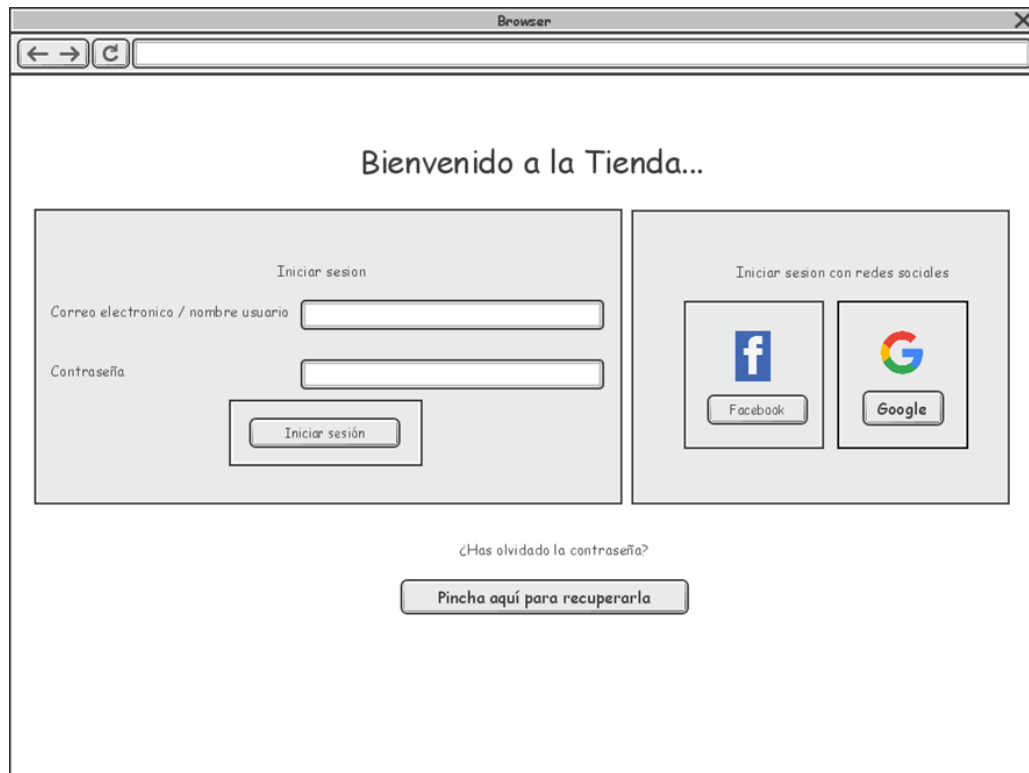 Browser
Bienvenido a la Tienda...
Iniciar sesion
Correo electronico / nombre usuario
Contraseña
Iniciar sesión
Iniciar sesion con redes sociales
f
G
Facebook
Google
¿Has olvidado la contraseña?
Pincha aquí para recuperarla